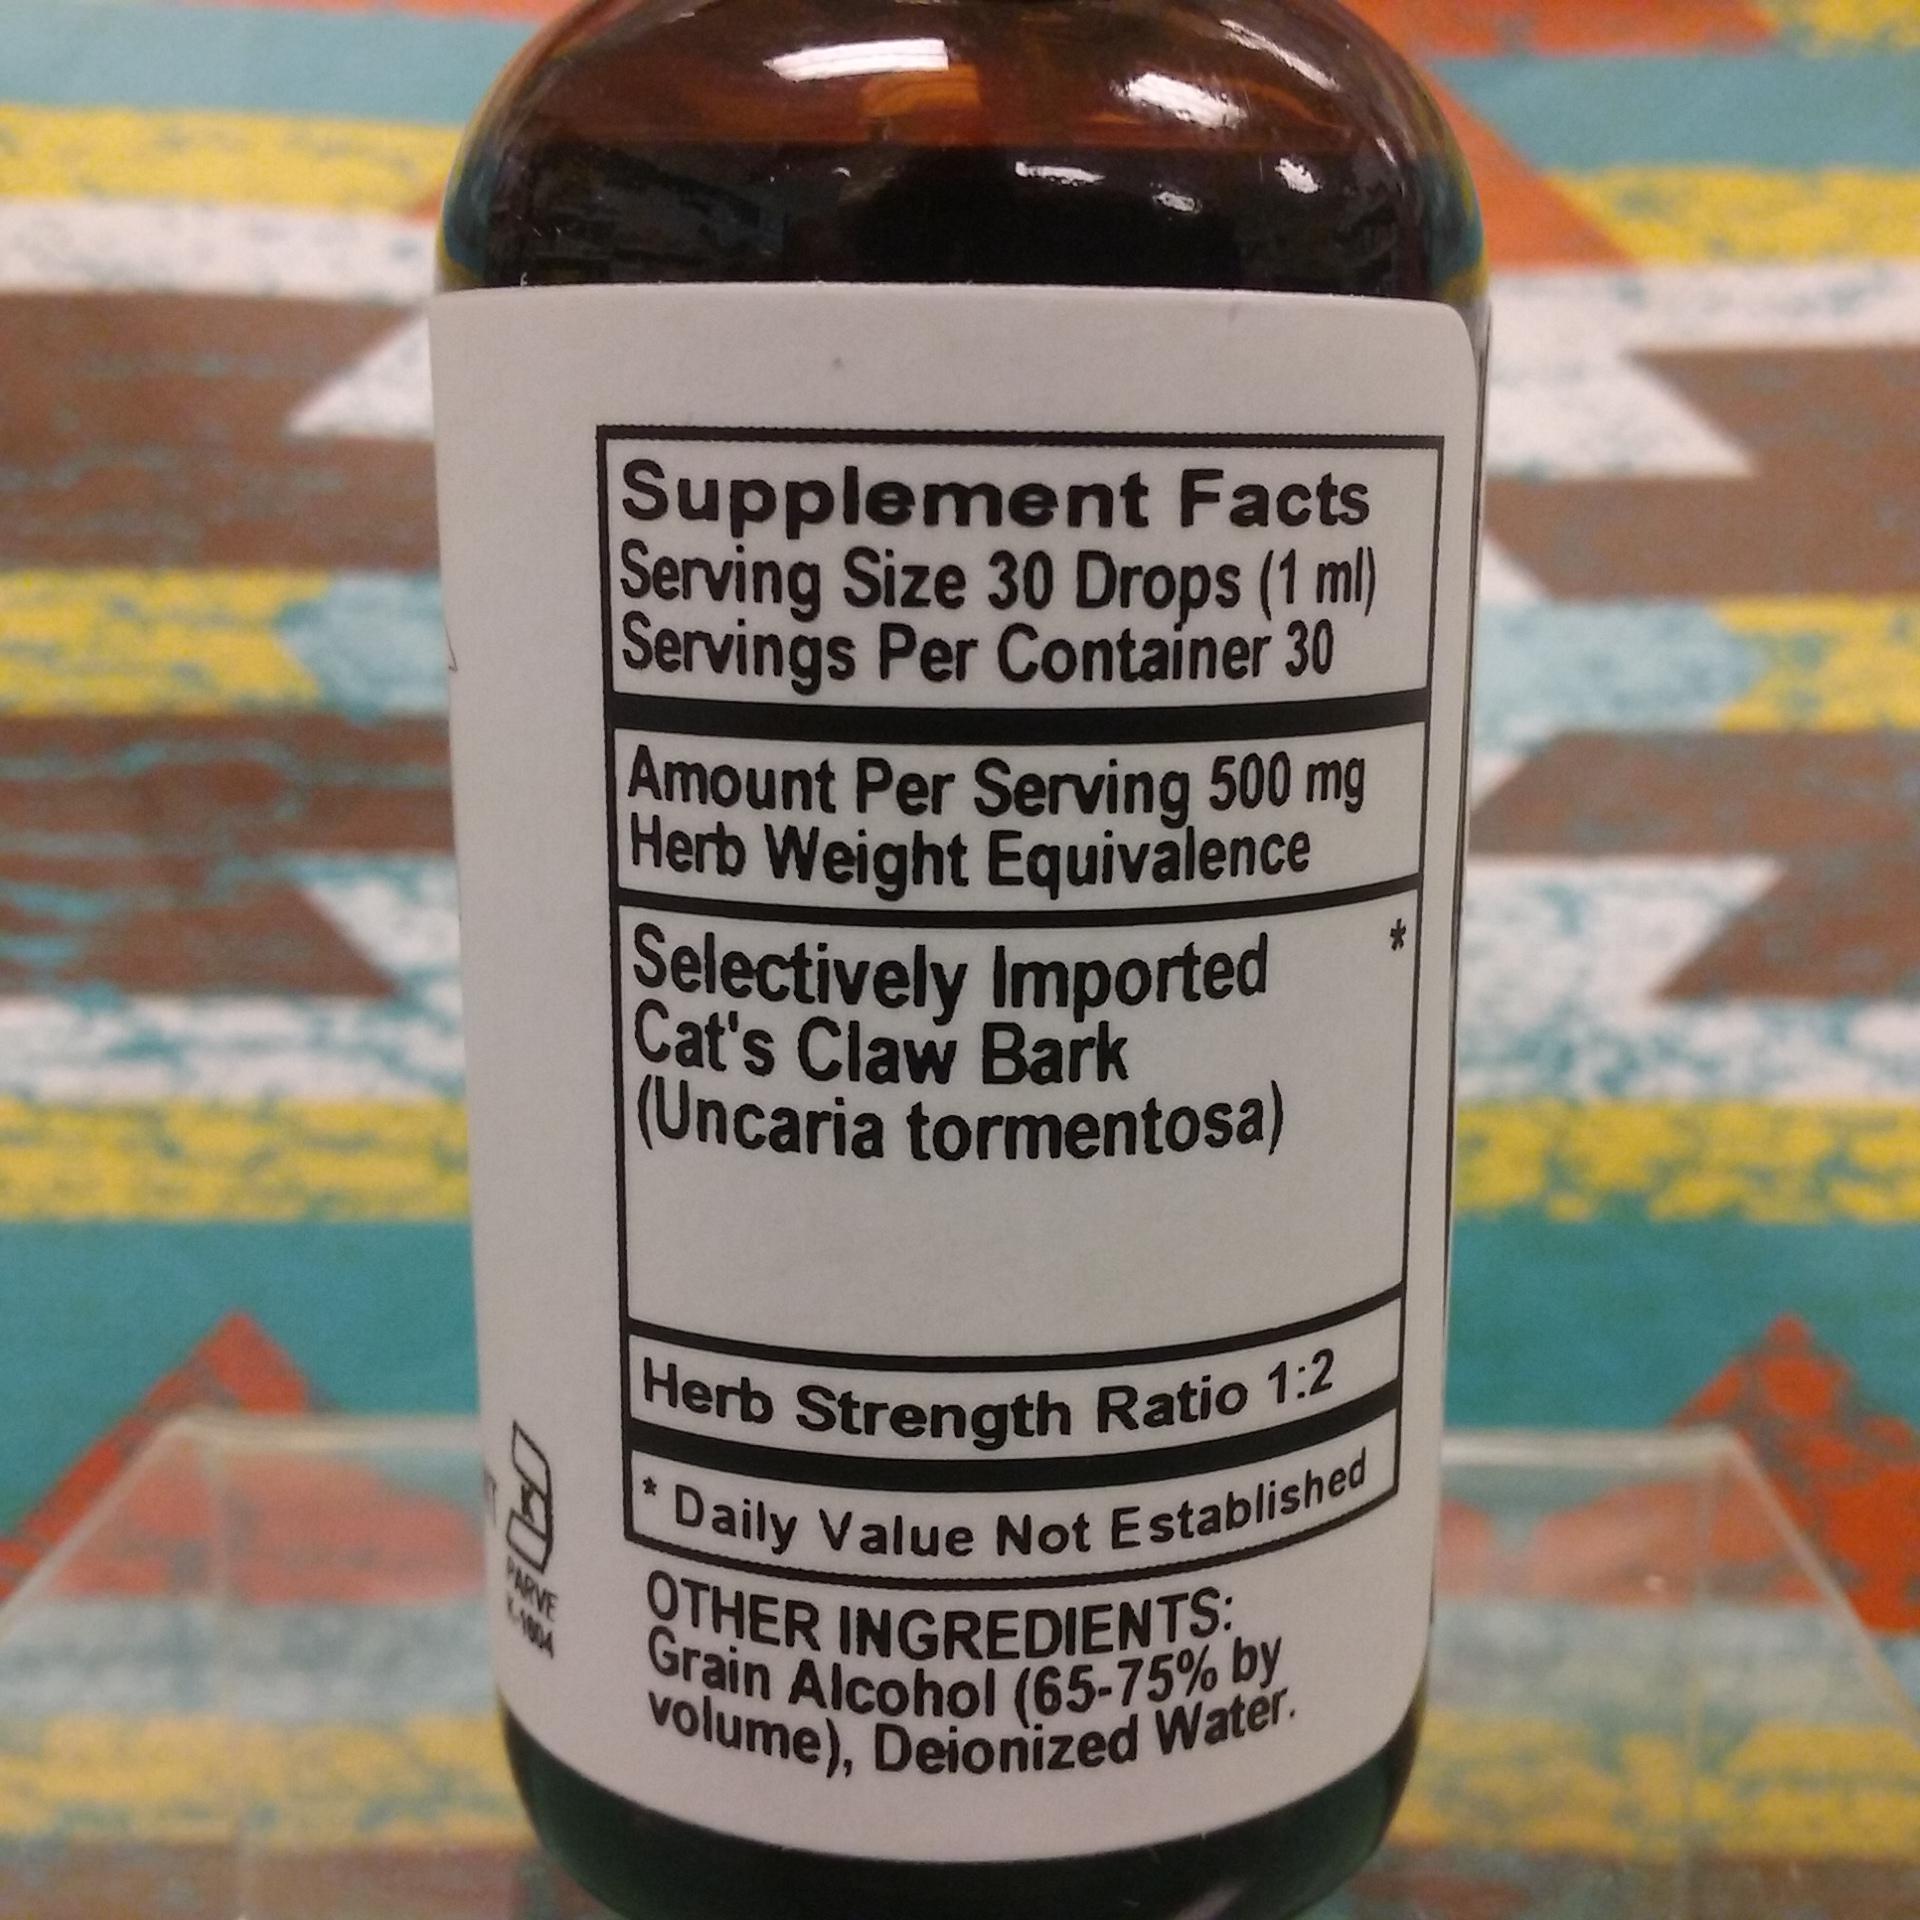 Supplement Facts
Serving Size 30 Drops (1 ml)
Servings Per Container 30
Amount Per Serving 500 mg
Herb Weight Equivalence
Selectively Imported *
Cat's Claw Bark
(Uncaria tormentosa)
Herb Strength Ratio 1:2
* Daily Value Not Established
OTHER INGREDIENTS:
Grain Alcohol (65-75% by
volume), Deionized Water.
K
PARVE